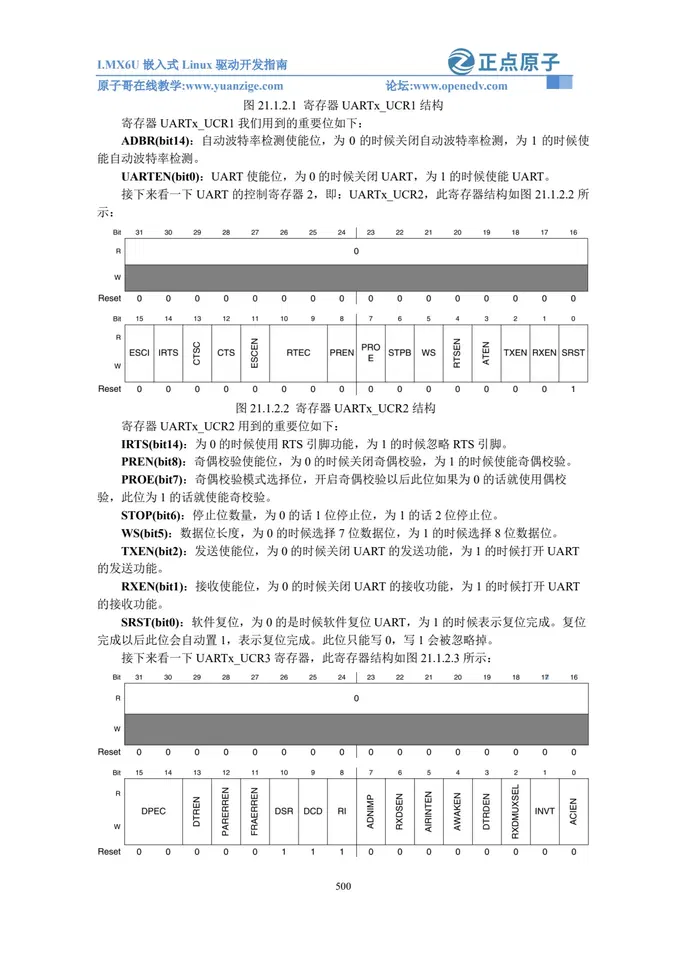 I.MX6U 嵌入式 Linux 驱动开发指南
正点原子
原子哥在线教学:www.yuanzige.com 论坛:www.openedv.com
图 21.1.2.1 寄存器 UARTx_UCR1 结构
寄存器 UARTx_UCR1 我们用到的重要位如下：
ADBR(bit14)：自动波特率检测使能位，为 0 的时候关闭自动波特率检测，为 1 的时候使
能自动波特率检测。
UARTEN(bit0)：UART 使能位，为 0 的时候关闭 UART，为 1 的时候使能 UART。
接下来看一下 UART 的控制寄存器 2，即：UARTx_UCR2，此寄存器结构如图 21.1.2.2 所
示：
Bit 31 30 29 28 27 26 25 24 23 22 21 20 19 18 17 16
R 0
W
Reset 0 0 0 0 0 0 0 0 0 0 0 0 0 0 0 0
Bit 15 14 13 12 11 10 9 8 7 6 5 4 3 2 1 0
R
ESCI IRTS CTSC CTS ESCEN RTEC PREN PROE STPB WS RTSEN ATEN TXEN RXEN SRST
W
Reset 0 0 0 0 0 0 0 0 0 0 0 0 0 0 0 1
图 21.1.2.2 寄存器 UARTx_UCR2 结构
寄存器 UARTx_UCR2 用到的重要位如下：
IRTS(bit14)：为 0 的时候使用 RTS 引脚功能，为 1 的时候忽略 RTS 引脚。
PREN(bit8)：奇偶校验使能位，为 0 的时候关闭奇偶校验，为 1 的时候使能奇偶校验。
PROE(bit7)：奇偶校验模式选择位，开启奇偶校验以后此位如果为 0 的话就使用偶校
验，此位为 1 的话就使能奇校验。
STOP(bit6)：停止位数量，为 0 的话 1 位停止位，为 1 的话 2 位停止位。
WS(bit5)：数据位长度，为 0 的时候选择 7 位数据位，为 1 的时候选择 8 位数据位。
TXEN(bit2)：发送使能位，为 0 的时候关闭 UART 的发送功能，为 1 的时候打开 UART
的发送功能。
RXEN(bit1)：接收使能位，为 0 的时候关闭 UART 的接收功能，为 1 的时候打开 UART
的接收功能。
SRST(bit0)：软件复位，为 0 的是时候软件复位 UART，为 1 的时候表示复位完成。复位
完成以后此位会自动置 1，表示复位完成。此位只能写 0，写 1 会被忽略掉。
接下来看一下 UARTx_UCR3 寄存器，此寄存器结构如图 21.1.2.3 所示：
Bit 31 30 29 28 27 26 25 24 23 22 21 20 19 18 17 16
R 0
W
Reset 0 0 0 0 0 0 0 0 0 0 0 0 0 0 0 0
Bit 15 14 13 12 11 10 9 8 7 6 5 4 3 2 1 0
R
DPEC DTREN PARERREN FRAERREN DSR DCD RI ADNIMP RXDSEN AIRINTEN AWAKEN DTRDEN RXDMUXSEL INVT ACIEN
W
Reset 0 0 0 0 0 1 1 1 0 0 0 0 0 0 0 0
500